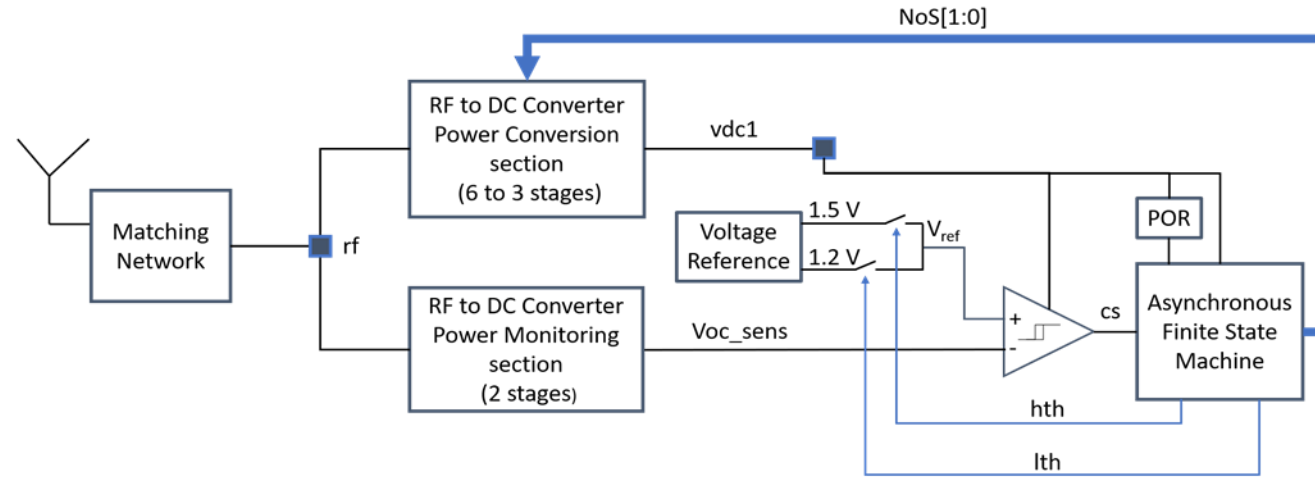 NoS[1:0]
RF to DC Converter
Power Conversion
section
(6 to 3 stages)
vdc1
Matching
Network
rf
Voltage
Reference
1.5 V
1.2 V
Vref
POR
RF to DC Converter
Power Monitoring
section
(2 stages)
Voc_sens
+
-
cs
Asynchronous
Finite State
Machine
hth
lth